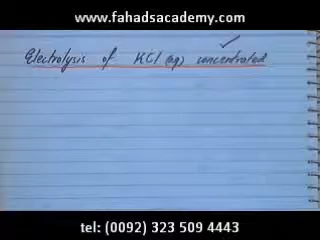 www.fahadsacademy.com
Electrolysis of KCl (aq) concentrated
tel: (0092) 323 509 4443